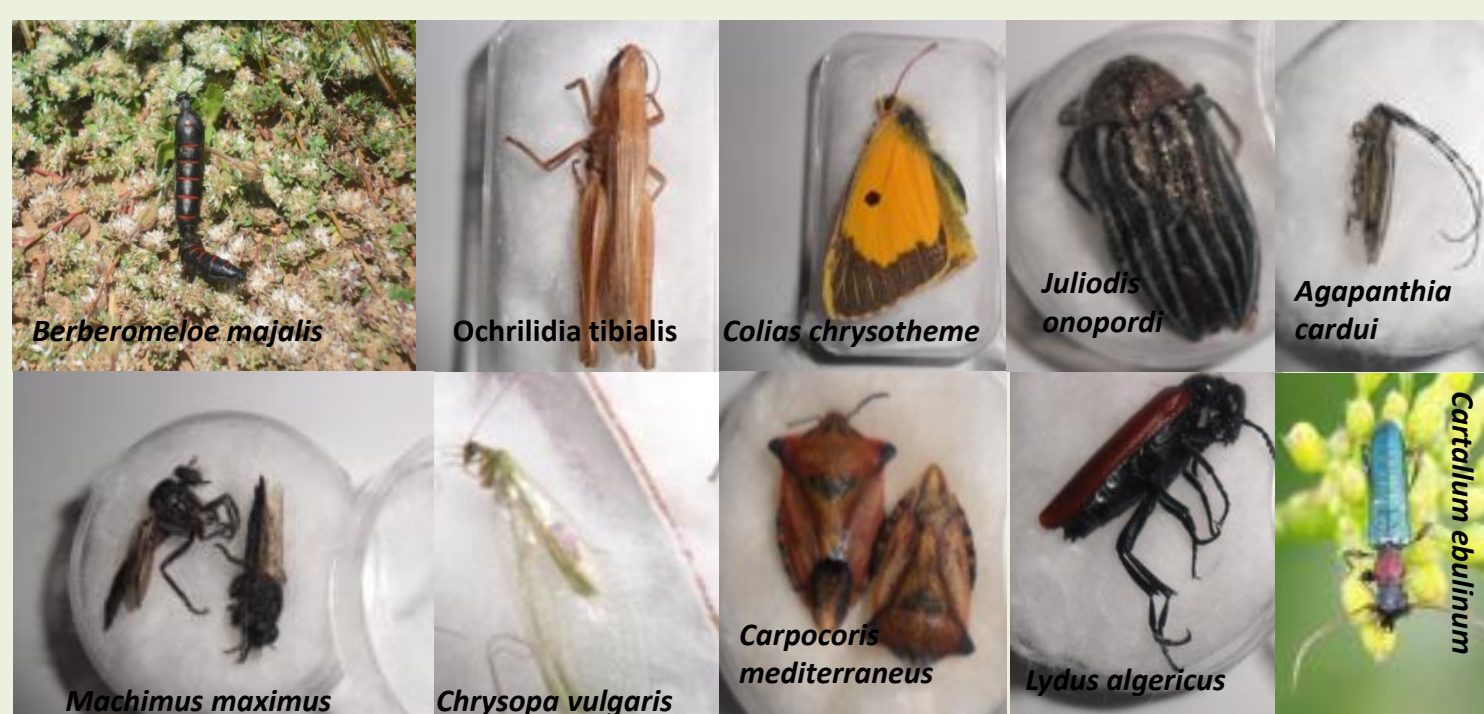 Berberomeloe majalis
Ochrilidia tibialis
Colias chrysotheme
Juliodis
onopordi
Agapanthia
cardui
Machimus maximus
Chrysopa vulgaris
Carpocoris
mediterraneus
Lydus algericus
Cartallum ebulinum